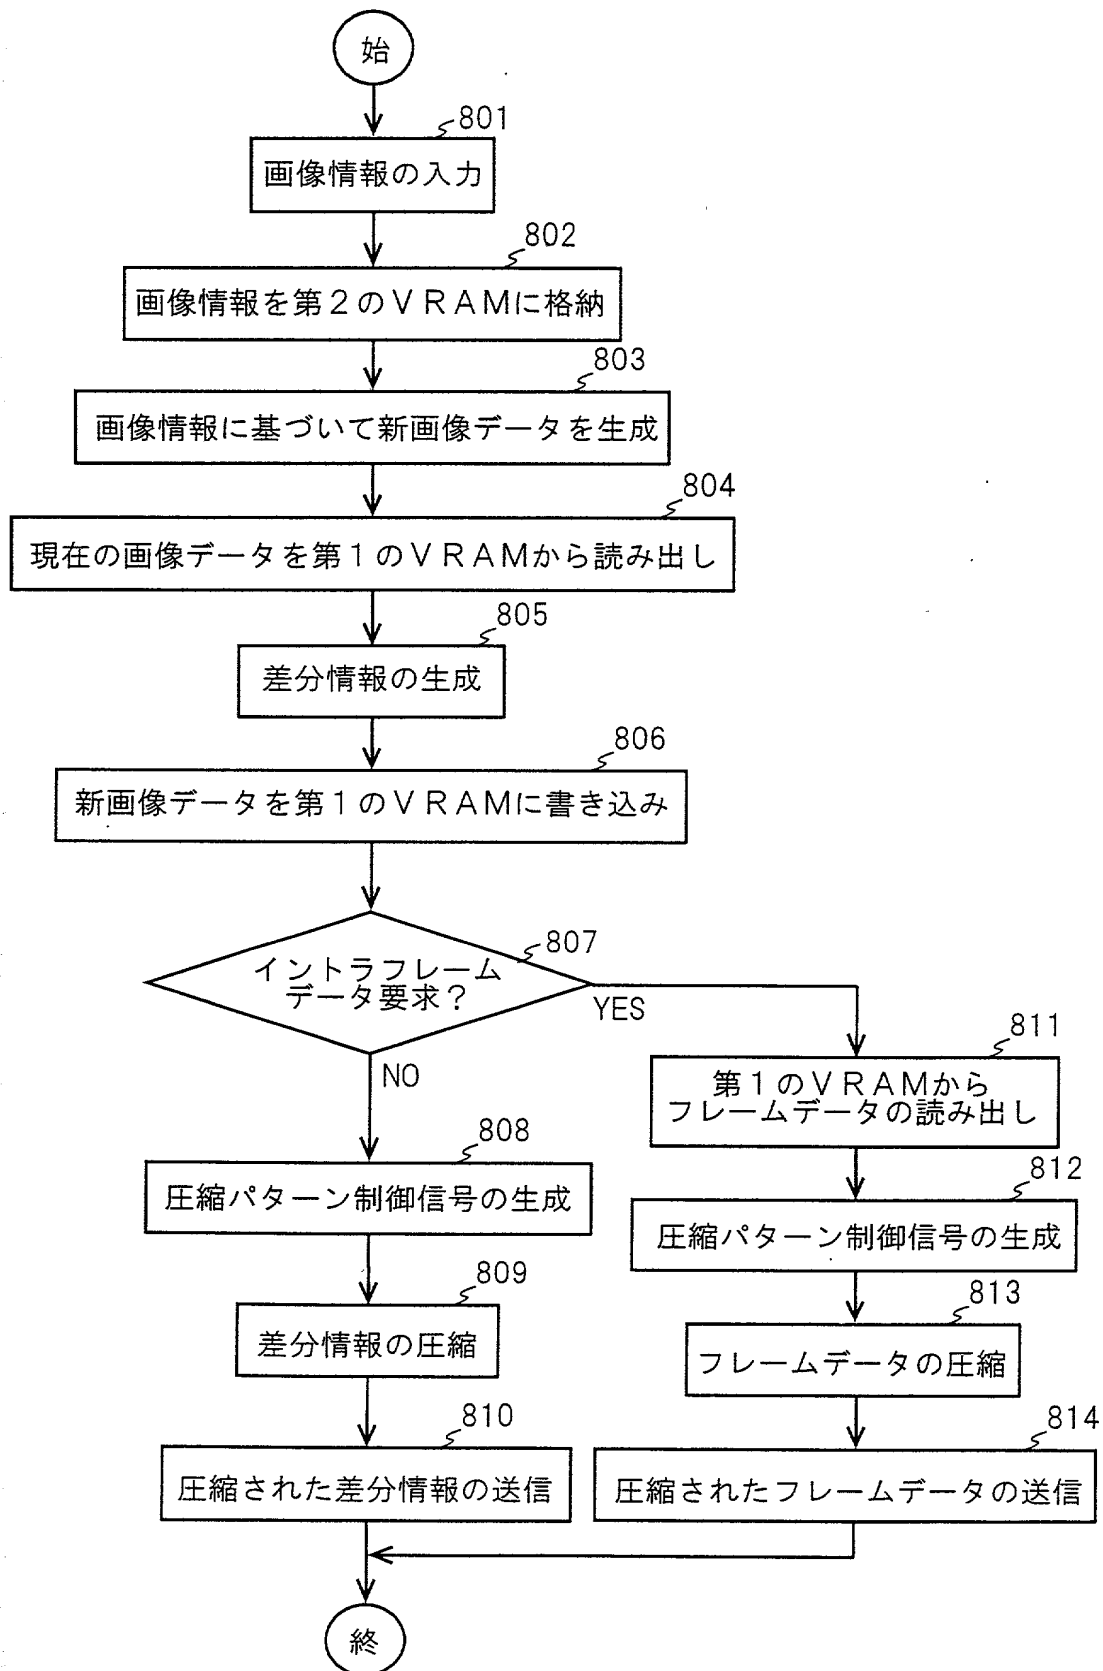 始
801
画像情報の入力
802
画像情報を第２のＶＲＡＭに格納
803
画像情報に基づいて新画像データを生成
804
現在の画像データを第１のＶＲＡＭから読み出し
805
差分情報の生成
806
新画像データを第１のＶＲＡＭに書き込み
807
イントラフレーム
データ要求？
YES
NO
808
圧縮パターン制御信号の生成
809
差分情報の圧縮
810
圧縮された差分情報の送信
811
第１のＶＲＡＭから
フレームデータの読み出し
812
圧縮パターン制御信号の生成
813
フレームデータの圧縮
814
圧縮されたフレームデータの送信
終